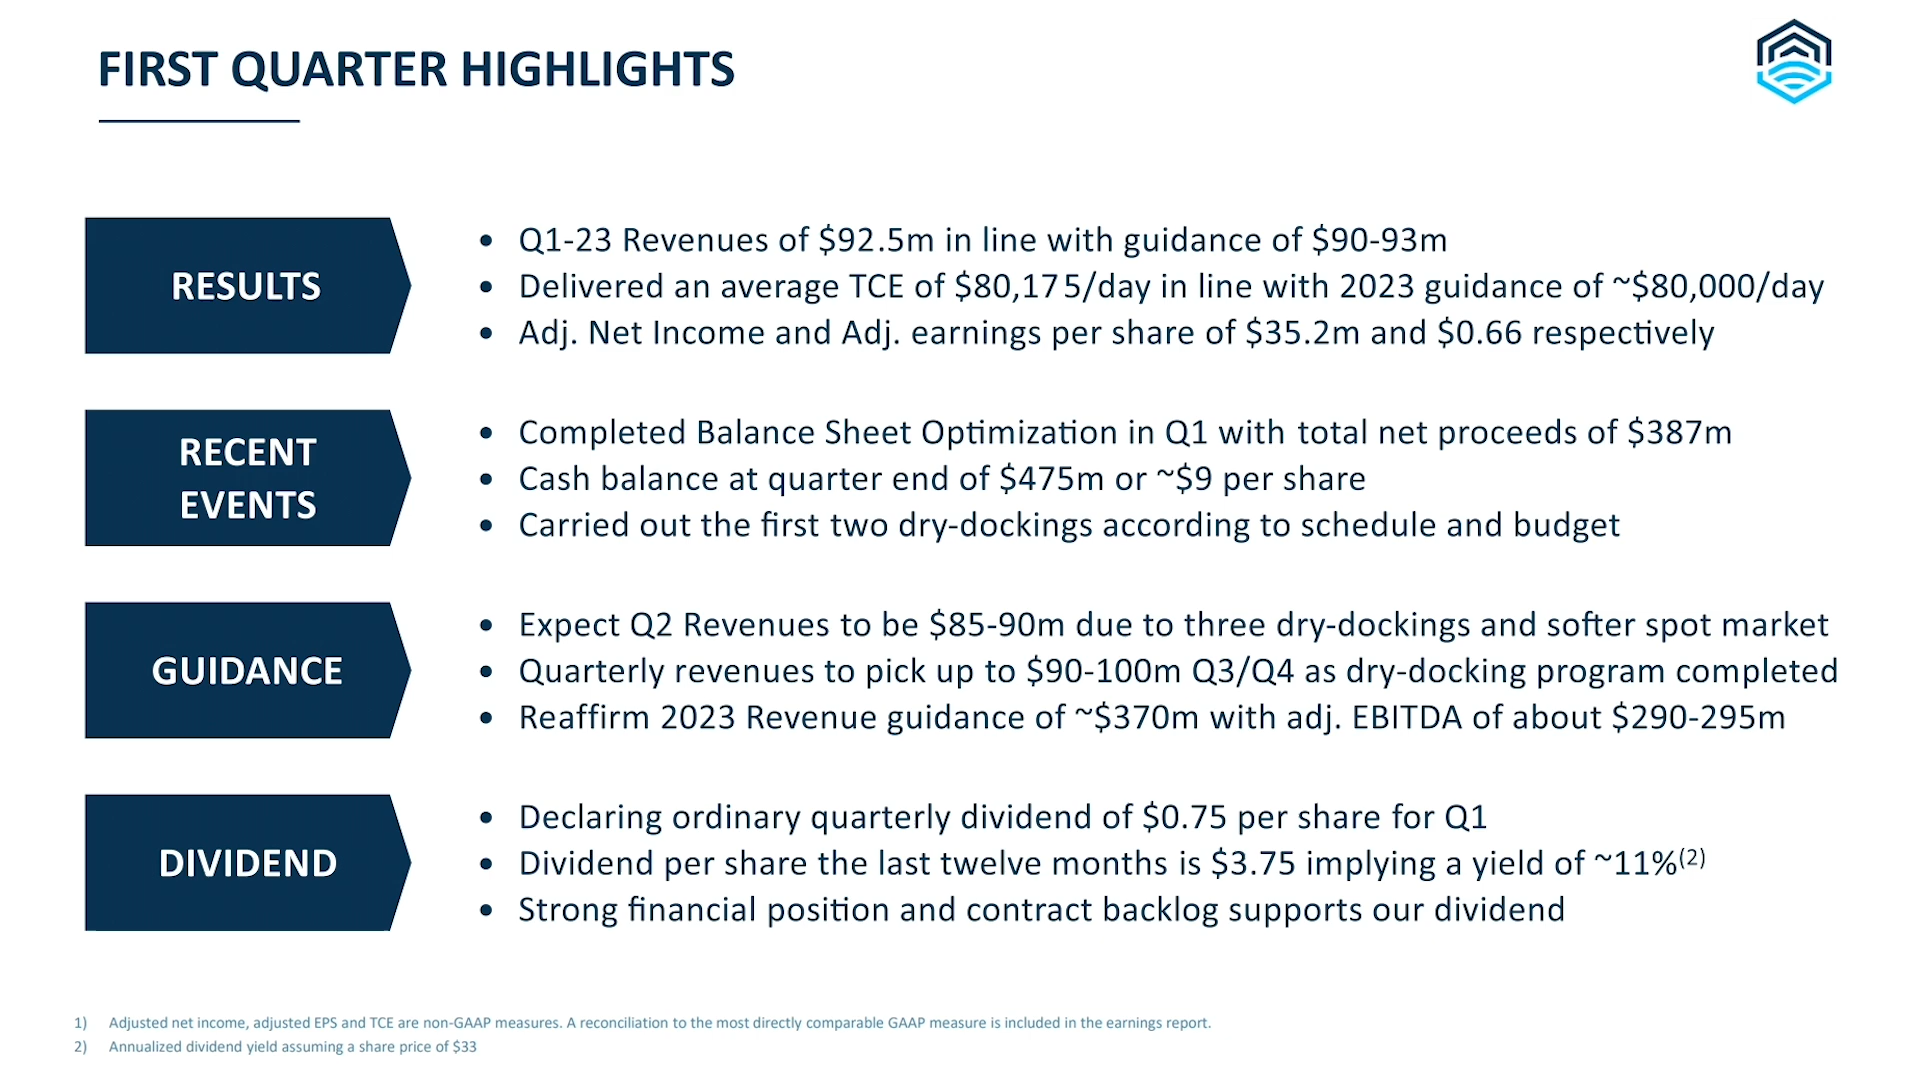 FIRST QUARTER HIGHLIGHTS
RESULTS
• Q1-23 Revenues of $92.5m in line with guidance of $90-93m
• Delivered an average TCE of $80,175/day in line with 2023 guidance of ~$80,000/day
• Adj. Net Income and Adj. earnings per share of $35.2m and $0.66 respectively
RECENT
EVENTS
• Completed Balance Sheet Optimization in Q1 with total net proceeds of $387m
• Cash balance at quarter end of $475m or ~$9 per share
• Carried out the first two dry-dockings according to schedule and budget
GUIDANCE
• Expect Q2 Revenues to be $85-90m due to three dry-dockings and softer spot market
• Quarterly revenues to pick up to $90-100m Q3/Q4 as dry-docking program completed
• Reaffirm 2023 Revenue guidance of ~$370m with adj. EBITDA of about $290-295m
DIVIDEND
• Declaring ordinary quarterly dividend of $0.75 per share for Q1
• Dividend per share the last twelve months is $3.75 implying a yield of ~11%(2)
• Strong financial position and contract backlog supports our dividend
1) Adjusted net income, adjusted EPS and TCE are non-GAAP measures. A reconciliation to the most directly comparable GAAP measure is included in the earnings report.
2) Annualized dividend yield assuming a share price of $33